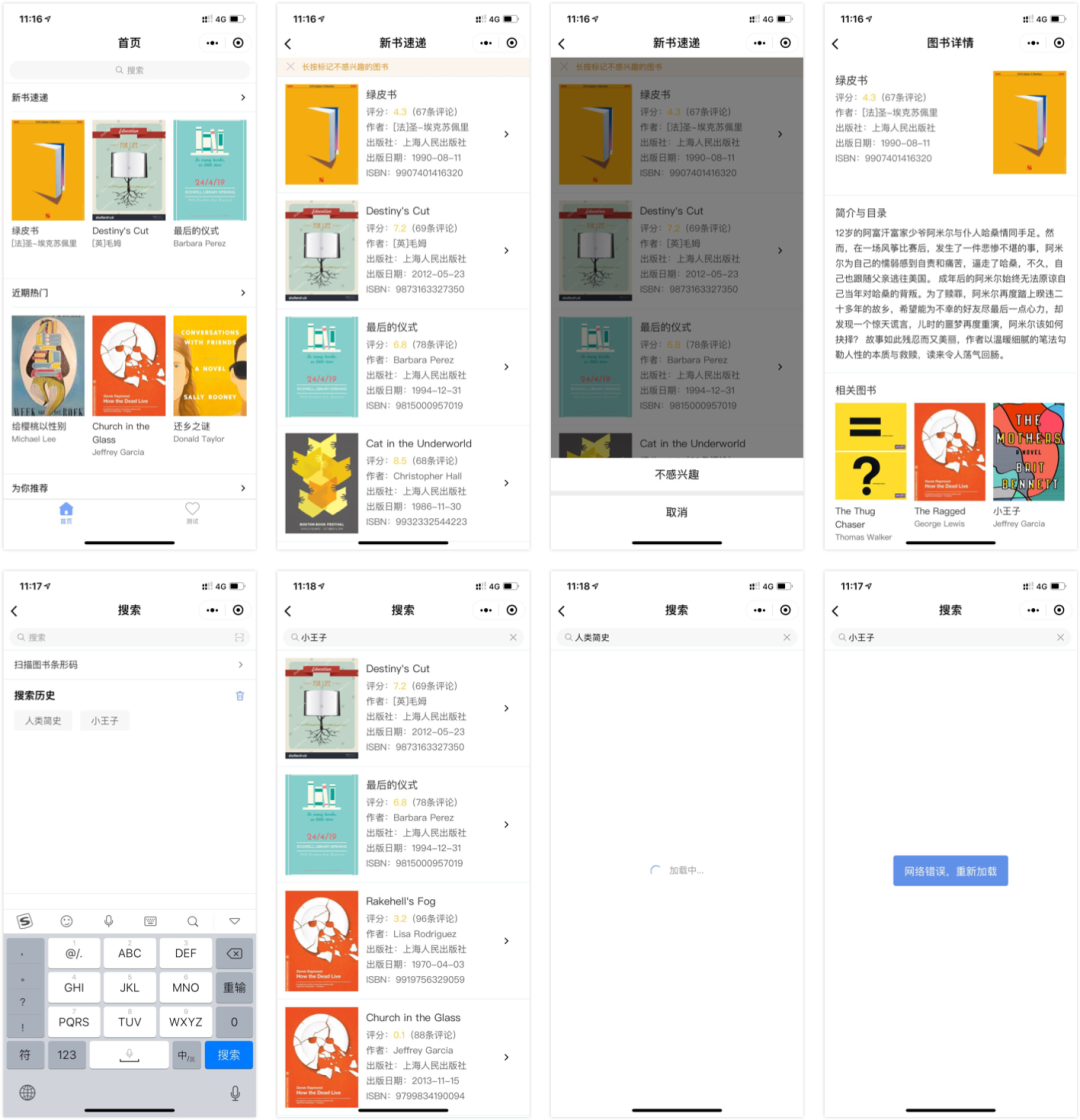 11:16
4G
首页
搜索
新书速递
绿皮书
[法]圣-埃克苏佩里
Destiny's Cut
[英]毛姆
最后的仪式
Barbara Perez
近期热门
给樱桃以性别
Michael Lee
Church in the
Glass
Jeffrey Garcia
还乡之谜
Donald Taylor
为你推荐
首页
测试
11:16
4G
新书速递
长按标记不感兴趣的图书
绿皮书
评分：4.3（67条评论）
作者：[法]圣-埃克苏佩里
出版社：上海人民出版社
出版日期：1990-08-11
ISBN：9907401416320
Destiny's Cut
评分：7.2（69条评论）
作者：[英]毛姆
出版社：上海人民出版社
出版日期：2012-05-23
ISBN：9873163327350
最后的仪式
评分：6.8（78条评论）
作者：Barbara Perez
出版社：上海人民出版社
出版日期：1994-12-31
ISBN：9815000957019
Cat in the Underworld
评分：8.5（68条评论）
作者：Christopher Hall
出版社：上海人民出版社
出版日期：1986-11-30
ISBN：9932332544223
11:16
4G
新书速递
长按标记不感兴趣的图书
绿皮书
评分：4.3（67条评论）
作者：[法]圣-埃克苏佩里
出版社：上海人民出版社
出版日期：1990-08-11
ISBN：9907401416320
Destiny's Cut
评分：7.2（69条评论）
作者：[英]毛姆
出版社：上海人民出版社
出版日期：2012-05-23
ISBN：9873163327350
最后的仪式
评分：6.8（78条评论）
作者：Barbara Perez
出版社：上海人民出版社
出版日期：1994-12-31
ISBN：9815000957019
Cat in the Underworld
不感兴趣
取消
11:16
4G
图书详情
绿皮书
评分：4.3（67条评论）
作者：[法]圣-埃克苏佩里
出版社：上海人民出版社
出版日期：1990-08-11
ISBN：9907401416320
简介与目录
12岁的阿富汗富家少爷阿米尔与仆人哈桑情同手足。然
而，在一场风筝比赛后，发生了一件悲惨不堪的事，阿米
尔为自己的懦弱感到自责和痛苦，逼走了哈桑，不久，自
己也跟随父亲逃往美国。 成年后的阿米尔始终无法原谅自
己当年对哈桑的背叛。为了赎罪，阿米尔再度踏上暌违二
十多年的故乡，希望能为不幸的好友尽最后一点心力，却
发现一个惊天谎言，儿时的噩梦再度重演，阿米尔该如何
抉择？ 故事如此残忍而又美丽，作者以温暖细腻的笔法勾
勒人性的本质与救赎，读来令人荡气回肠。
相关图书
THE
MOTHERS
A NOVEL
BRIT
BENNETT
The Thug
Chaser
Thomas Walker
The Ragged
George Lewis
小王子
Jeffrey Garcia
11:17
4G
搜索
搜索
扫描图书条形码
搜索历史
人类简史
小王子
@/.
ABC
DEF
GHI
JKL
MNO
重输
PQRS
TUV
WXYZ
0
符
123
中/英
搜索
11:18
4G
搜索
小王子
Destiny's Cut
评分：7.2（69条评论）
作者：[英]毛姆
出版社：上海人民出版社
出版日期：2012-05-23
ISBN：9873163327350
最后的仪式
评分：6.8（78条评论）
作者：Barbara Perez
出版社：上海人民出版社
出版日期：1994-12-31
ISBN：9815000957019
Rakehell's Fog
评分：3.2（96条评论）
作者：Lisa Rodriguez
出版社：上海人民出版社
出版日期：1970-04-03
ISBN：9919756329059
Church in the Glass
评分：0.1（88条评论）
作者：Jeffrey Garcia
出版社：上海人民出版社
出版日期：2013-11-15
ISBN：9799834190094
11:18
4G
搜索
人类简史
加载中...
11:17
4G
搜索
小王子
网络错误，重新加载